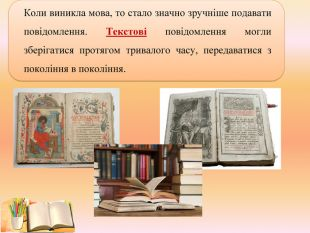 Коли виникла мова, то стало значно зручніше подавати
повідомлення. Текстові повідомлення могли
зберігатися протягом тривалого часу, передаватися з
покоління в покоління.